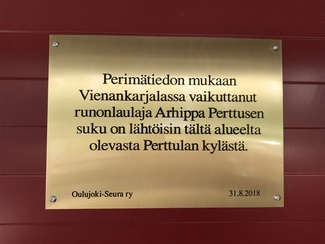 Perimätiedon mukaan
Vienankarjalassa vaikuttanut
runonlaulaja Arhippa Perttusen
suku on lähtöisin tältä alueelta
olevasta Perttulan kylästä.
Oulujoki-Seura ry 31.8.2018